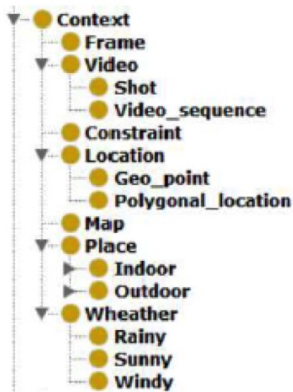 Context
Frame
Video
Shot
Video_sequence
Constraint
Location
Geo_point
Polygonal_location
Map
Place
Indoor
Outdoor
Wheather
Rainy
Sunny
Windy